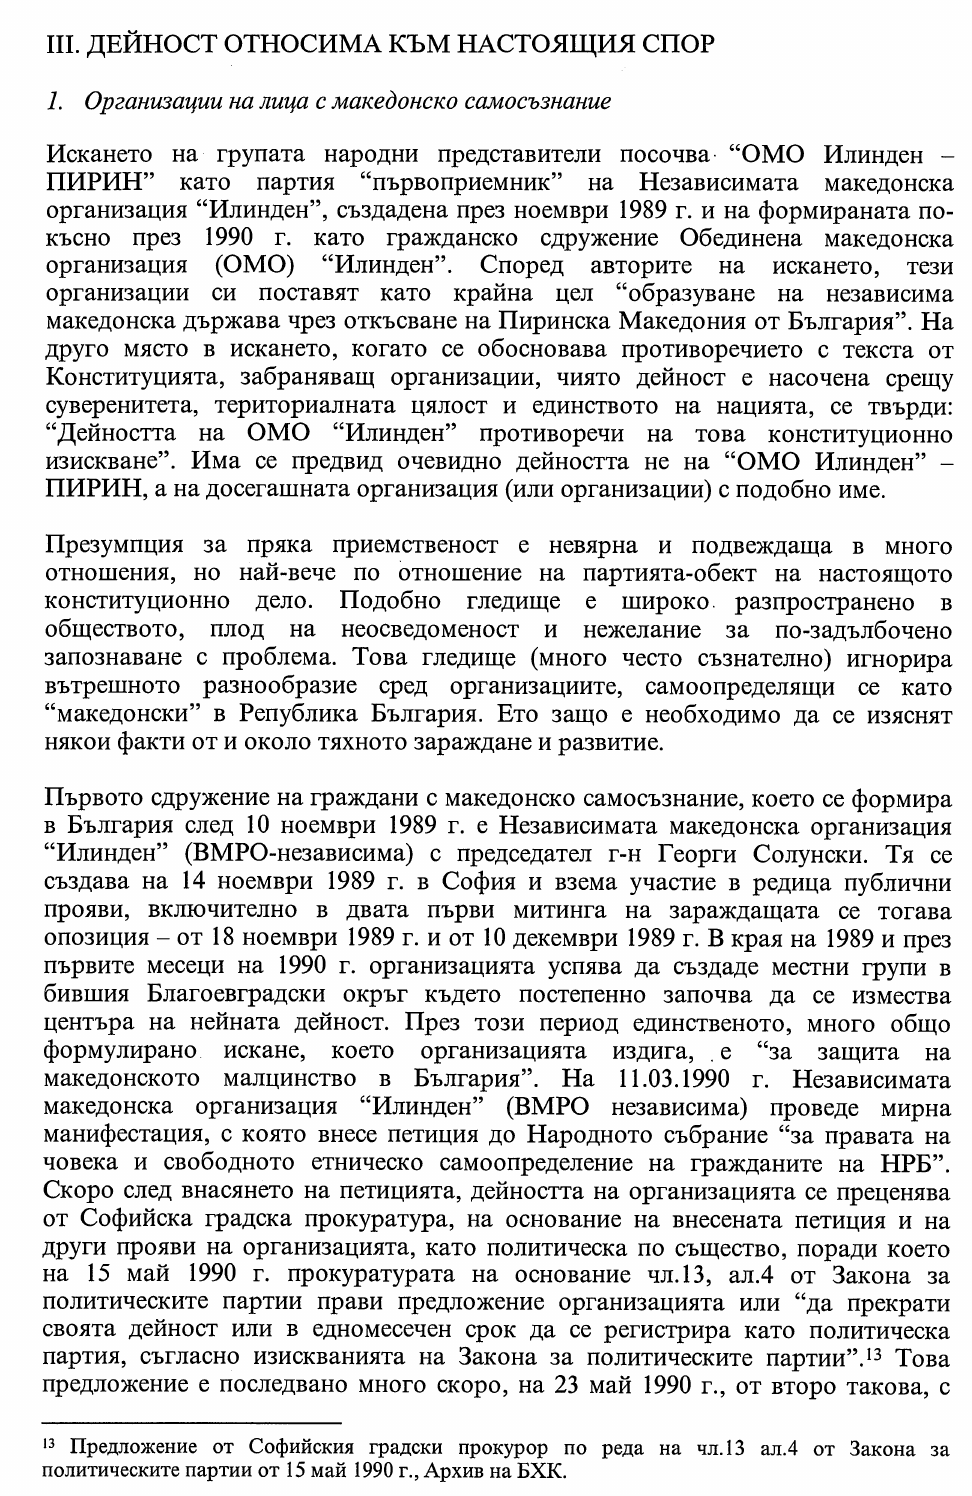 III. ДЕЙНОСТ ОТНОСИМА КЪМ НАСТОЯЩИЯ СПОР
1. Организации на лица с македонско самосъзнание
Искането на групата народни представители посочва “ОМО Илинден –
ПИРИН” като партия “първоприемник” на Независимата македонска
организация “Илинден”, създадена през ноември 1989 г. и на формираната по-
късно през 1990 г. като гражданско сдружение Обединена македонска
организация (ОМО) “Илинден”. Според авторите на искането, тези
организации си поставят като крайна цел “образуване на независима
македонска държава чрез откъсване на Пиринска Македония от България”. На
друго място в искането, когато се обосновава противоречието с текста от
Конституцията, забраняващ организации, чиято дейност е насочена срещу
суверенитета, териториалната цялост и единството на нацията, се твърди:
“Дейността на ОМО “Илинден” противоречи на това конституционно
изискване”. Има се предвид очевидно дейността не на “ОМО Илинден” –
ПИРИН, а на досегашната организация (или организации) с подобно име.
Презумпция за пряка приемственост е невярна и подвеждаща в много
отношения, но най-вече по отношение на партията-обект на настоящото
конституционно дело. Подобно гледище е широко разпространено в
обществото, плод на неосведоменост и нежелание за по-задълбочено
запознаване с проблема. Това гледище (много често съзнателно) игнорира
вътрешното разнообразие сред организациите, самоопределящи се като
“македонски” в Република България. Ето защо е необходимо да се изяснят
някои факти от и около тяхното зараждане и развитие.
Първото сдружение на граждани с македонско самосъзнание, което се формира
в България след 10 ноември 1989 г. е Независимата македонска организация
“Илинден” (ВМРО-независима) с председател г-н Георги Солунски. Тя се
създава на 14 ноември 1989 г. в София и взема участие в редица публични
прояви, включително в двата първи митинга на зараждащата се тогава
опозиция – от 18 ноември 1989 г. и от 10 декември 1989 г. В края на 1989 и през
първите месеци на 1990 г. организацията успява да създаде местни групи в
бившия Благоевградски окръг където постепенно започва да се измества
центъра на нейната дейност. През този период единственото, много общо
формулирано искане, което организацията издига, е “за защита на
македонското малцинство в България”. На 11.03.1990 г. Независимата
македонска организация “Илинден” (ВМРО независима) проведе мирна
манифестация, с която внесе петиция до Народното събрание “за правата на
човека и свободното етническо самоопределение на гражданите на НРБ”.
Скоро след внасянето на петицията, дейността на организацията се преценява
от Софийска градска прокуратура, на основание на внесената петиция и на
други прояви на организацията, като политическа по същество, поради което
на 15 май 1990 г. прокуратурата на основание чл.13, ал.4 от Закона за
политическите партии прави предложение организацията или “да прекрати
своята дейност или в едномесечен срок да се регистрира като политическа
партия, съгласно изискванията на Закона за политическите партии”.¹³ Това
предложение е последвано много скоро, на 23 май 1990 г., от второ такова, с
¹³ Предложение от Софийския градски прокурор по реда на чл.13 ал.4 от Закона за
политическите партии от 15 май 1990 г., Архив на БХК.